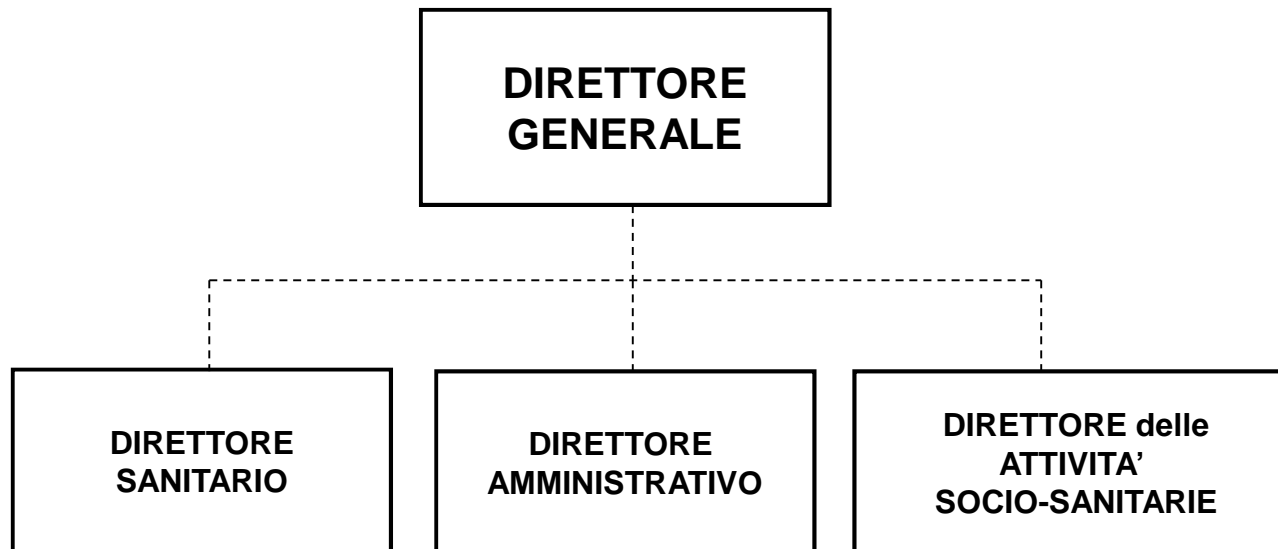 DIRETTORE
GENERALE
DIRETTORE
SANITARIO
DIRETTORE
AMMINISTRATIVO
DIRETTORE delle
ATTIVITA’
SOCIO-SANITARIE